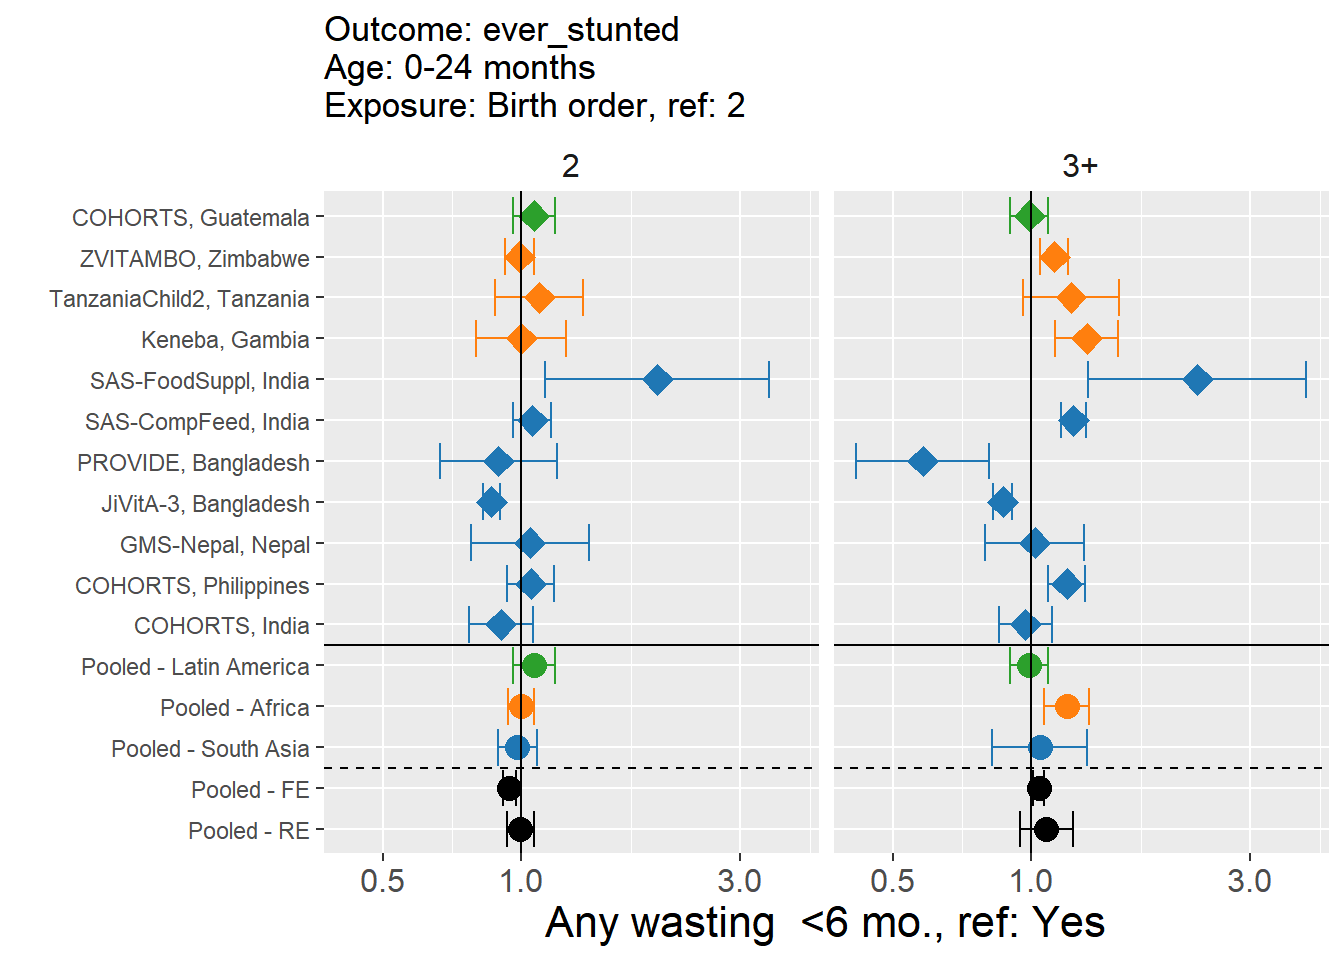 Outcome: ever_stunted
Age: 0-24 months
Exposure: Birth order, ref: 2
2 3+
COHORTS, Guatemala
ZVITAMBO, Zimbabwe
TanzaniaChild2, Tanzania
Keneba, Gambia
SAS-FoodSuppl, India
SAS-CompFeed, India
PROVIDE, Bangladesh
JiVitA-3, Bangladesh
GMS-Nepal, Nepal
COHORTS, Philippines
COHORTS, India
Pooled - Latin America
Pooled - Africa
Pooled - South Asia
Pooled - FE
Pooled - RE
0.5 1.0 3.0 0.5 1.0 3.0
Any wasting  <6 mo., ref: Yes